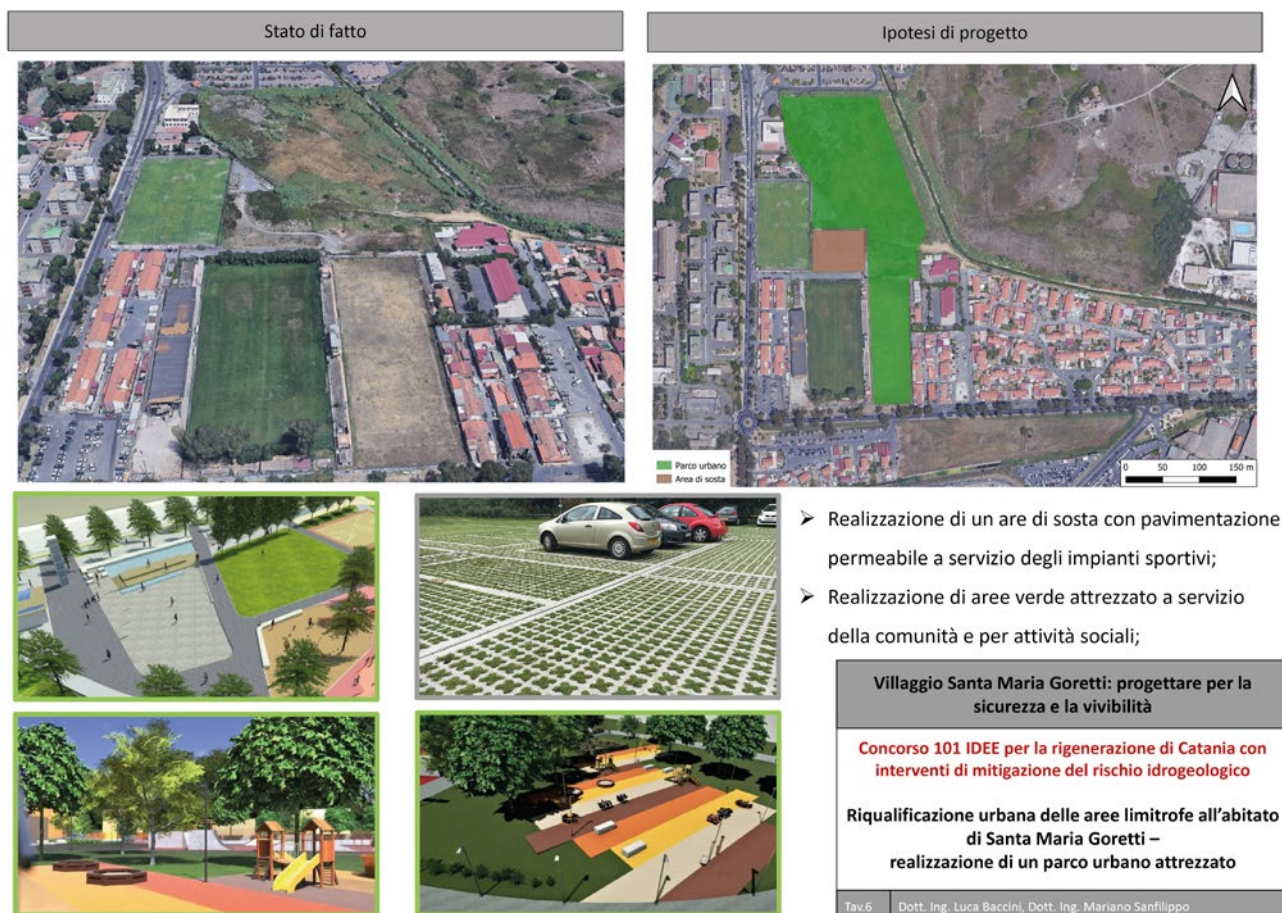 Stato di fatto
Ipotesi di progetto
Parco urbano
Area di sosta
0 50 100 150 m
➢ Realizzazione di un are di sosta con pavimentazione
permeabile a servizio degli impianti sportivi;
➢ Realizzazione di aree verde attrezzato a servizio
della comunità e per attività sociali;
Villaggio Santa Maria Goretti: progettare per la
sicurezza e la vivibilità
Concorso 101 IDEE per la rigenerazione di Catania con
interventi di mitigazione del rischio idrogeologico
Riqualificazione urbana delle aree limitrofe all'abitato
di Santa Maria Goretti –
realizzazione di un parco urbano attrezzato
Tav.6 Dott. Ing. Luca Baccini, Dott. Ing. Mariano Sanfilippo